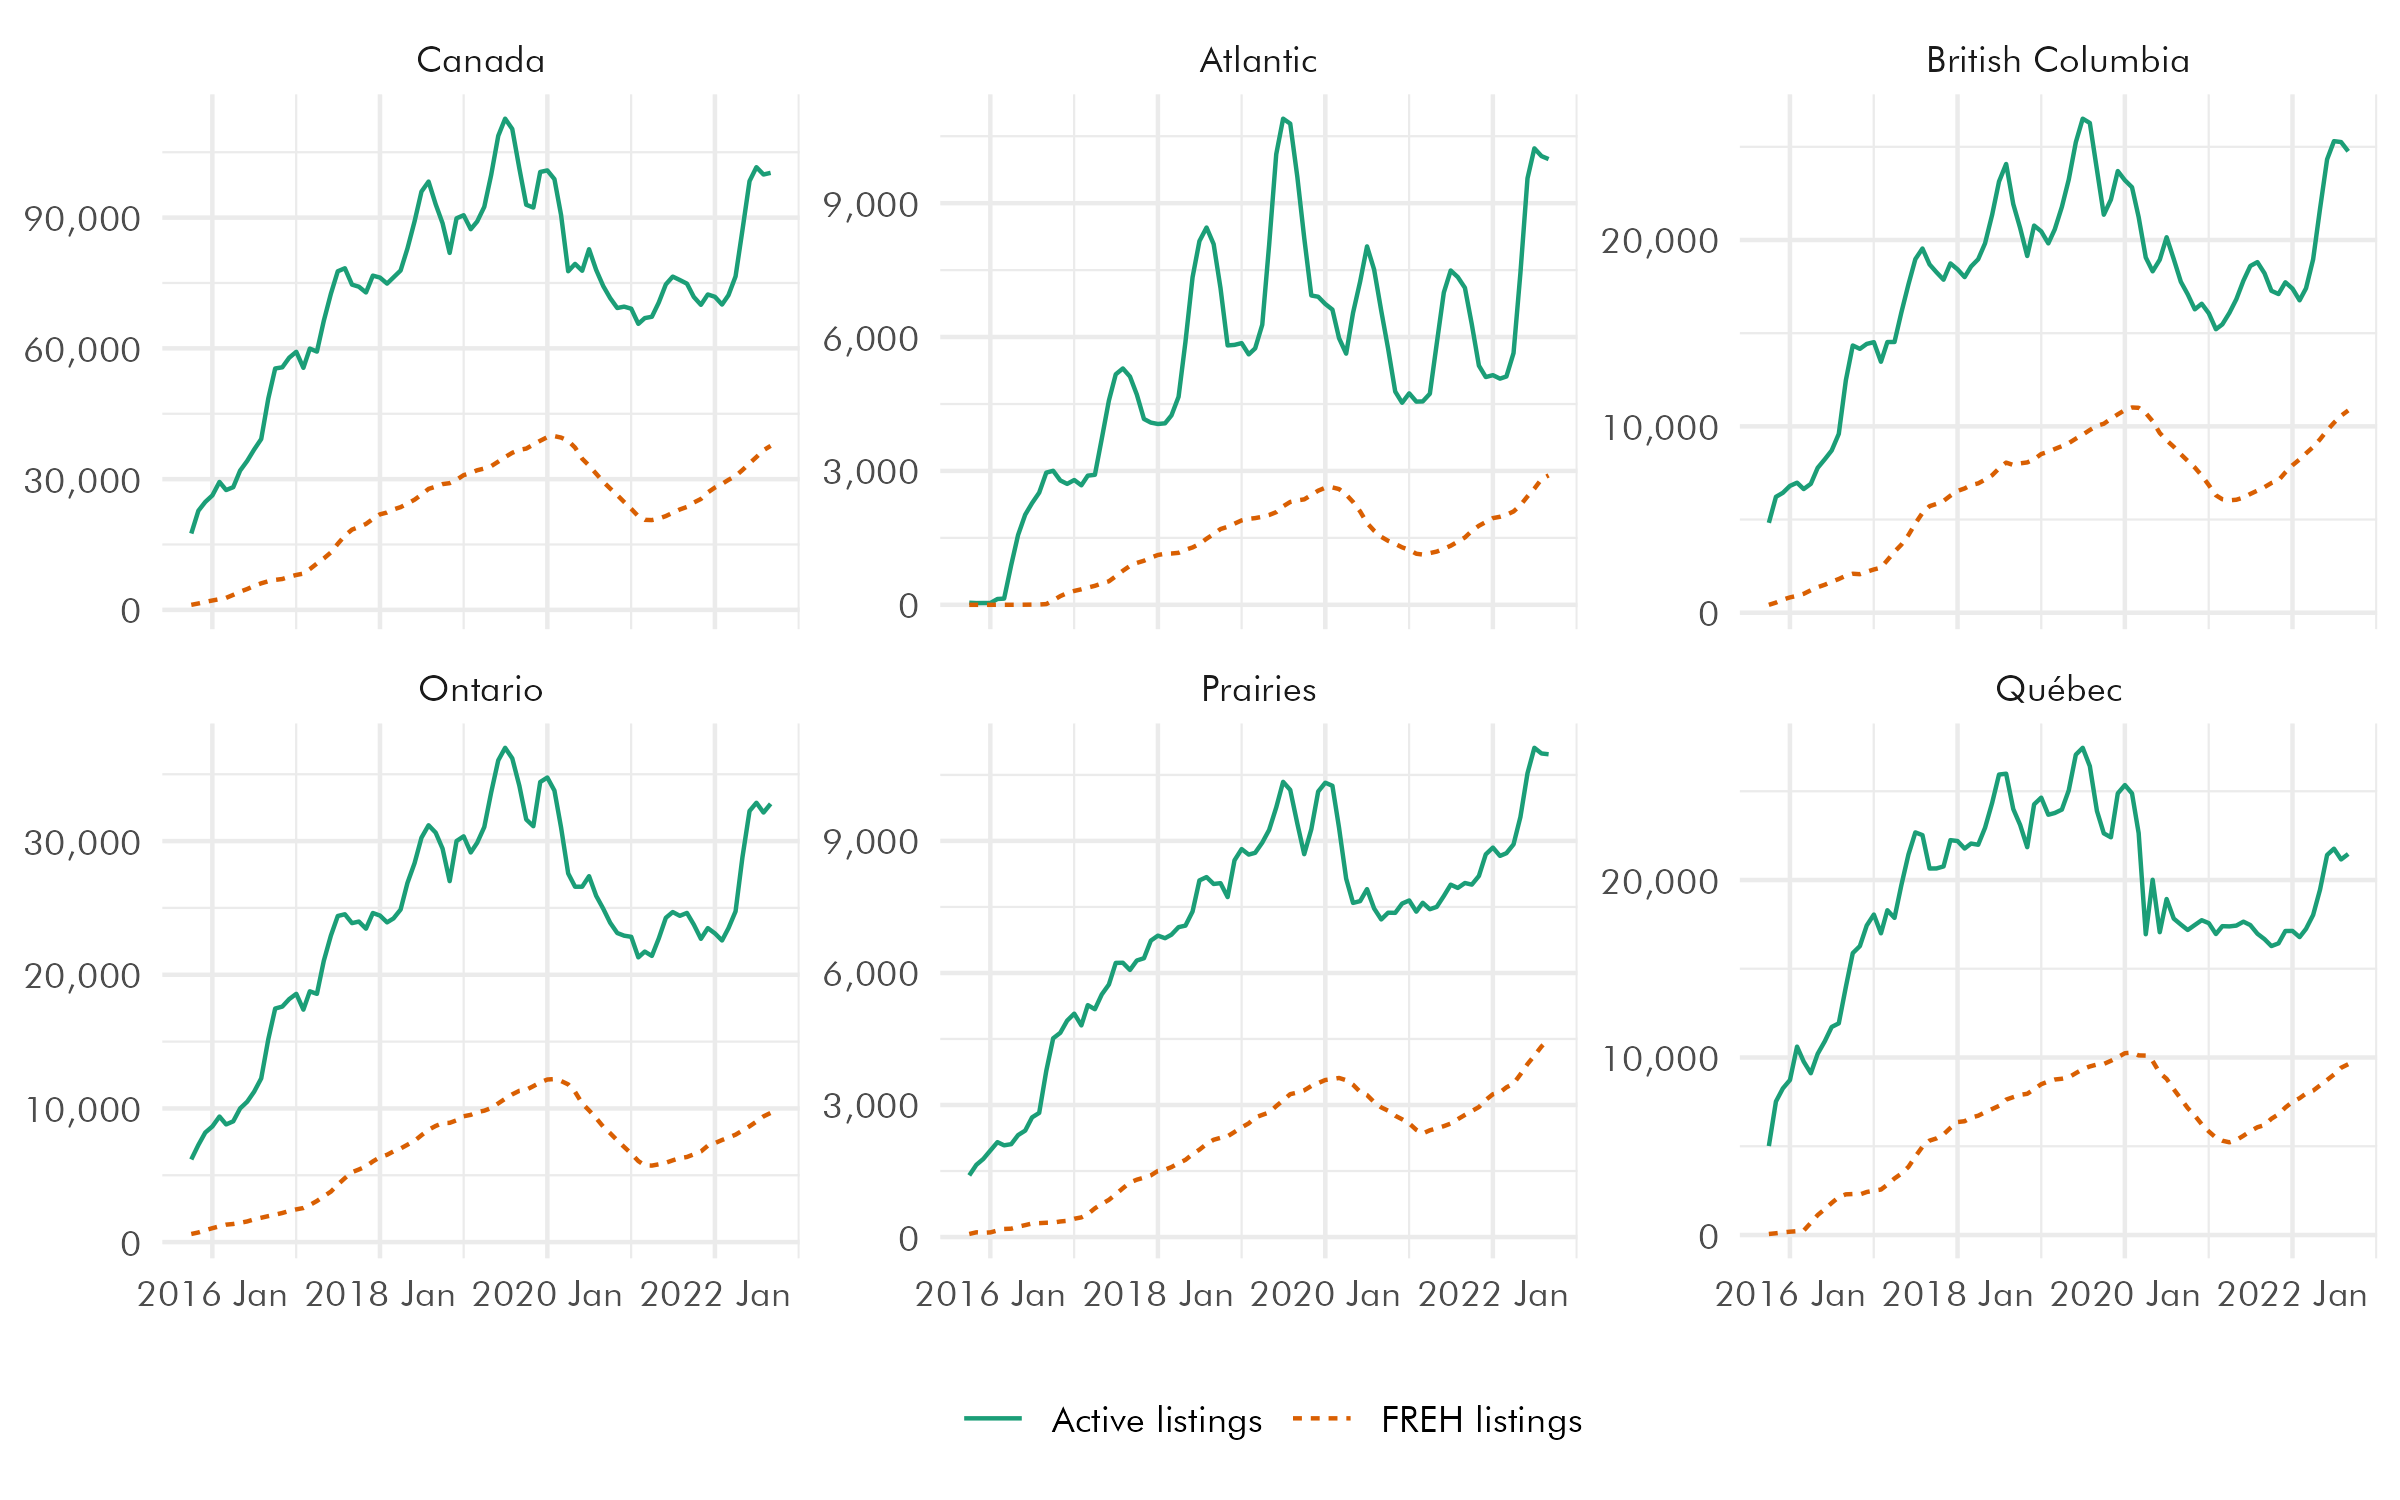 Canada
Atlantic
British Columbia
90,000
60,000
30,000
0
9,000
6,000
3,000
0
20,000
10,000
0
Ontario
Prairies
Québec
30,000
20,000
10,000
0
9,000
6,000
3,000
0
20,000
10,000
0
2016 Jan 2018 Jan 2020 Jan 2022 Jan
2016 Jan 2018 Jan 2020 Jan 2022 Jan
2016 Jan 2018 Jan 2020 Jan 2022 Jan
Active listings FREH listings